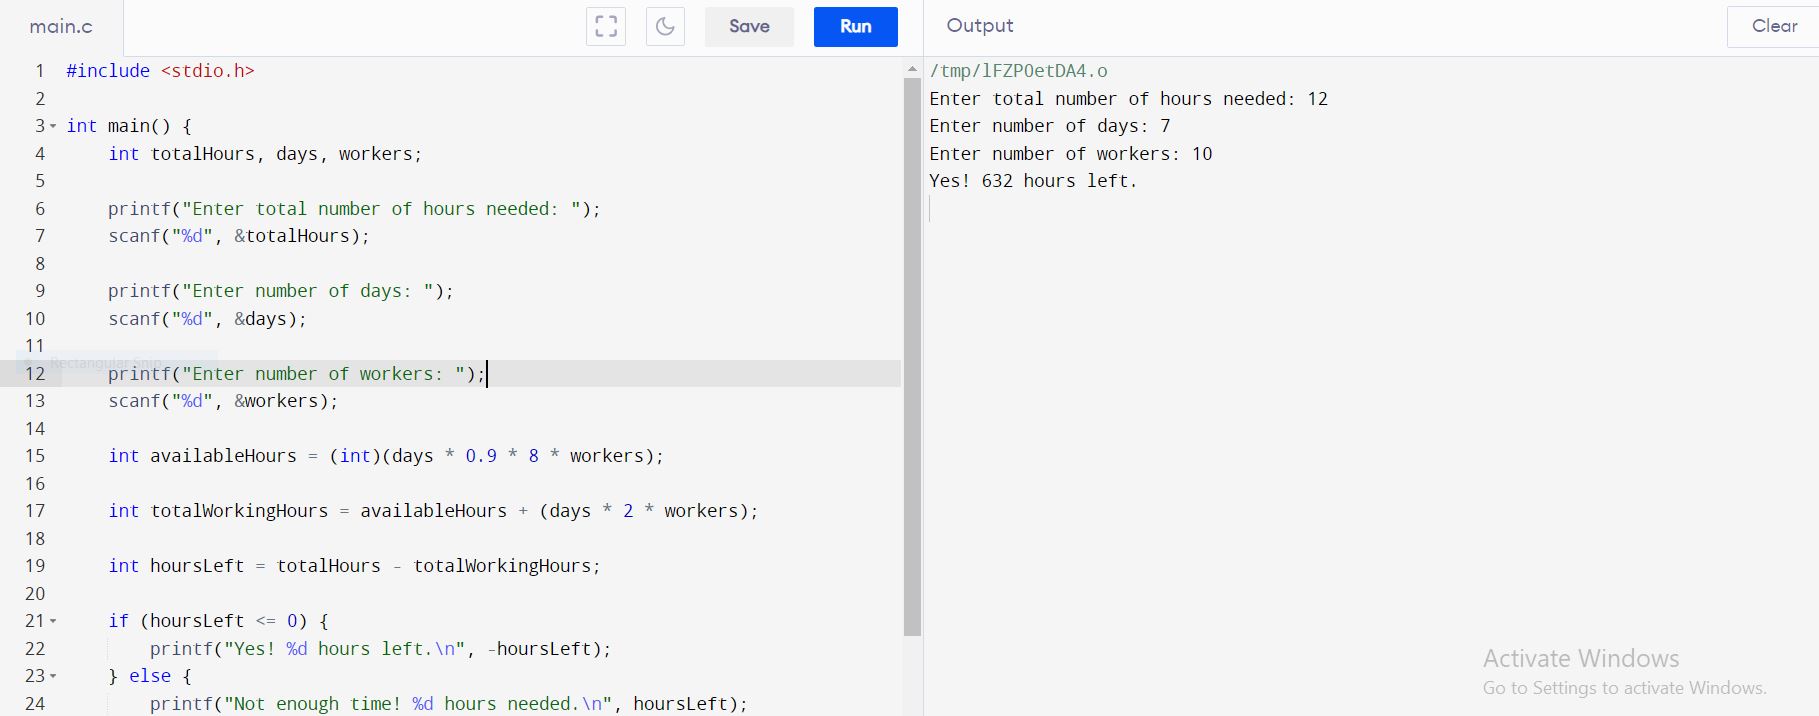 main.c
Save
Run
Output
Clear
1 #include <stdio.h>
2
3 int main() {
4     int totalHours, days, workers;
5
6     printf("Enter total number of hours needed: ");
7     scanf("%d", &totalHours);
8
9     printf("Enter number of days: ");
10     scanf("%d", &days);
11
Rectangular Snip
12     printf("Enter number of workers: ");
13     scanf("%d", &workers);
14
15     int availableHours = (int)(days * 0.9 * 8 * workers);
16
17     int totalWorkingHours = availableHours + (days * 2 * workers);
18
19     int hoursLeft = totalHours - totalWorkingHours;
20
21     if (hoursLeft <= 0) {
22         printf("Yes! %d hours left.\n", -hoursLeft);
23     } else {
24         printf("Not enough time! %d hours needed.\n", hoursLeft);
/tmp/lFZP0etDA4.o
Enter total number of hours needed: 12
Enter number of days: 7
Enter number of workers: 10
Yes! 632 hours left.
Activate Windows
Go to Settings to activate Windows.